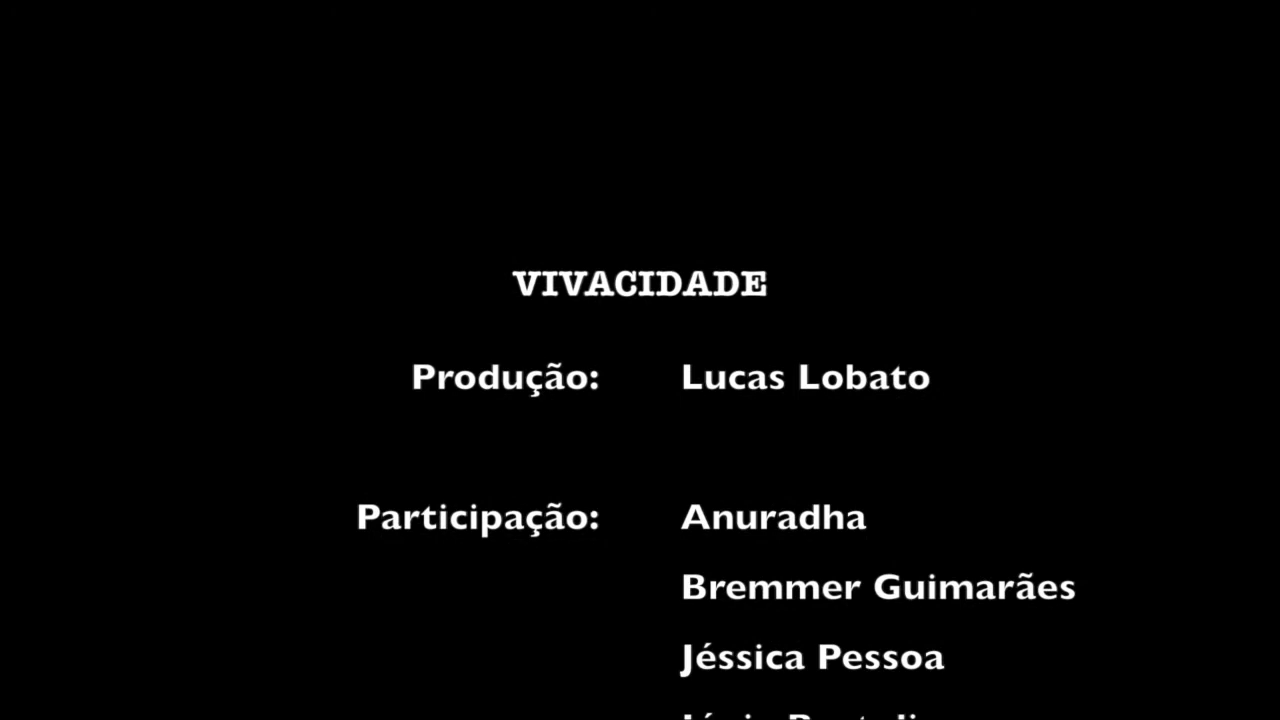 VIVACIDADE
Produção: Lucas Lobato
Participação: Anuradha
Bremmer Guimarães
Jéssica Pessoa